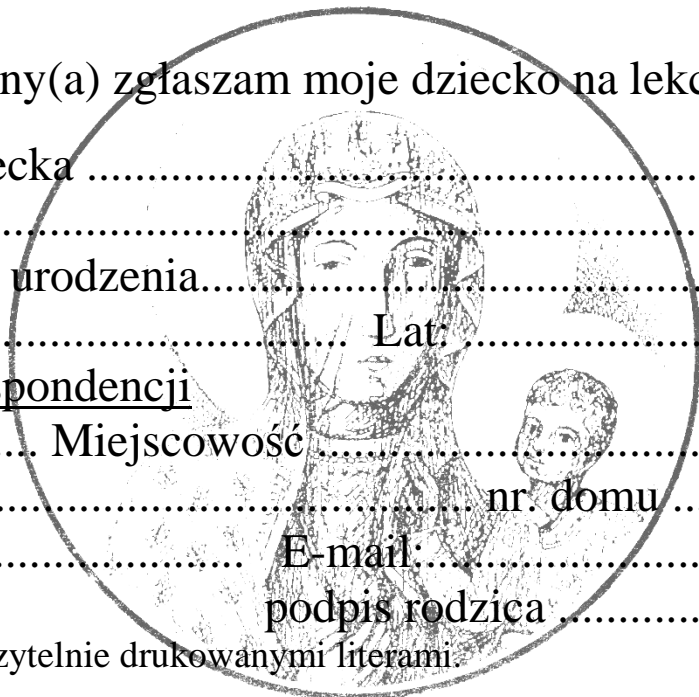 ny(a) zgłaszam moje dziecko na lekc
ecka ................................................
................................................
urodzenia................................................
................................ Lat: ....................
pondencji
... Miejscowość ................................
................................ nr. domu ..
.................... E-mail:........................
podpis rodzica ............
zytelnie drukowanymi literami.